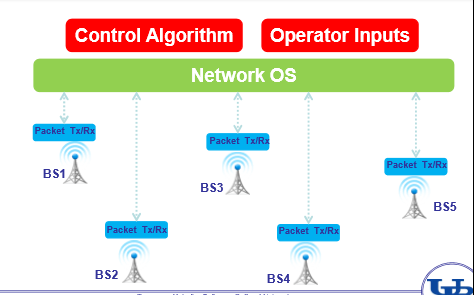 Control Algorithm
Operator Inputs
Network OS
Packet Tx/Rx
BS1
Packet Tx/Rx
BS2
Packet Tx/Rx
BS3
Packet Tx/Rx
BS4
Packet Tx/Rx
BS5